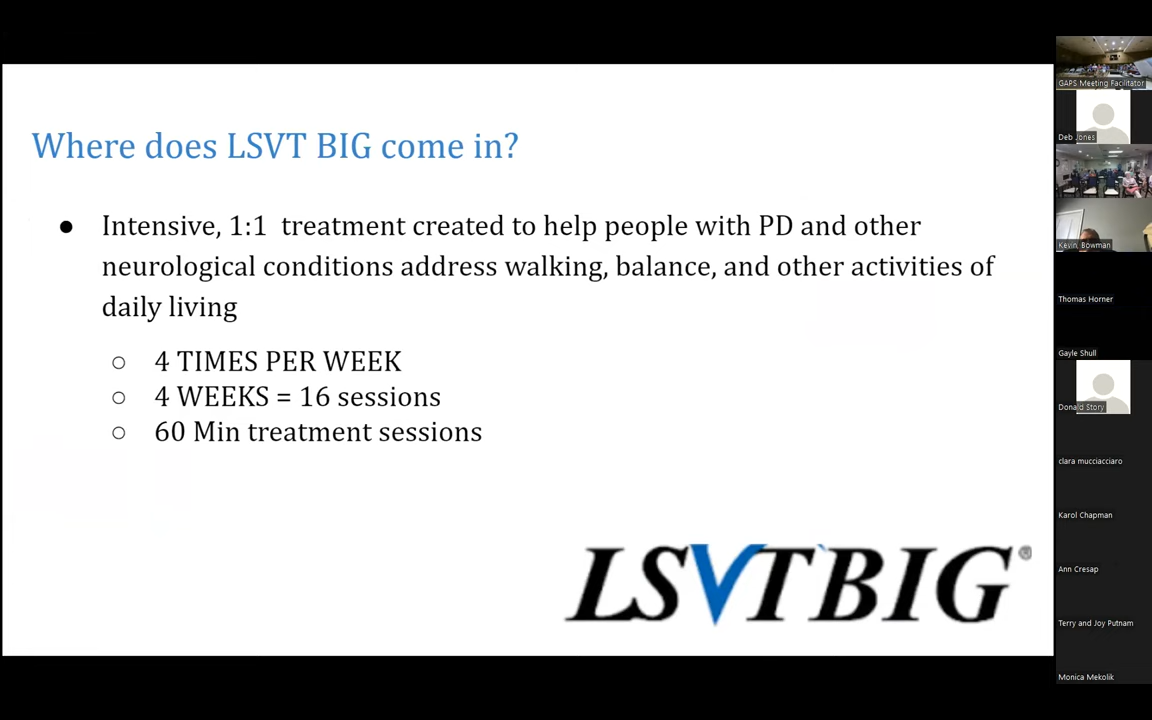 Where does LSVT BIG come in?
● Intensive, 1:1 treatment created to help people with PD and other
neurological conditions address walking, balance, and other activities of
daily living
○ 4 TIMES PER WEEK
○ 4 WEEKS = 16 sessions
○ 60 Min treatment sessions
LSVT BIG
GAPS Meeting Facilitator
Deb Jones
Kevin Bowman
Thomas Horner
Gayle Shull
Donald Story
clara mucciacciaro
Karol Chapman
Ann Cresap
Terry and Joy Putnam
Monica Mekolik